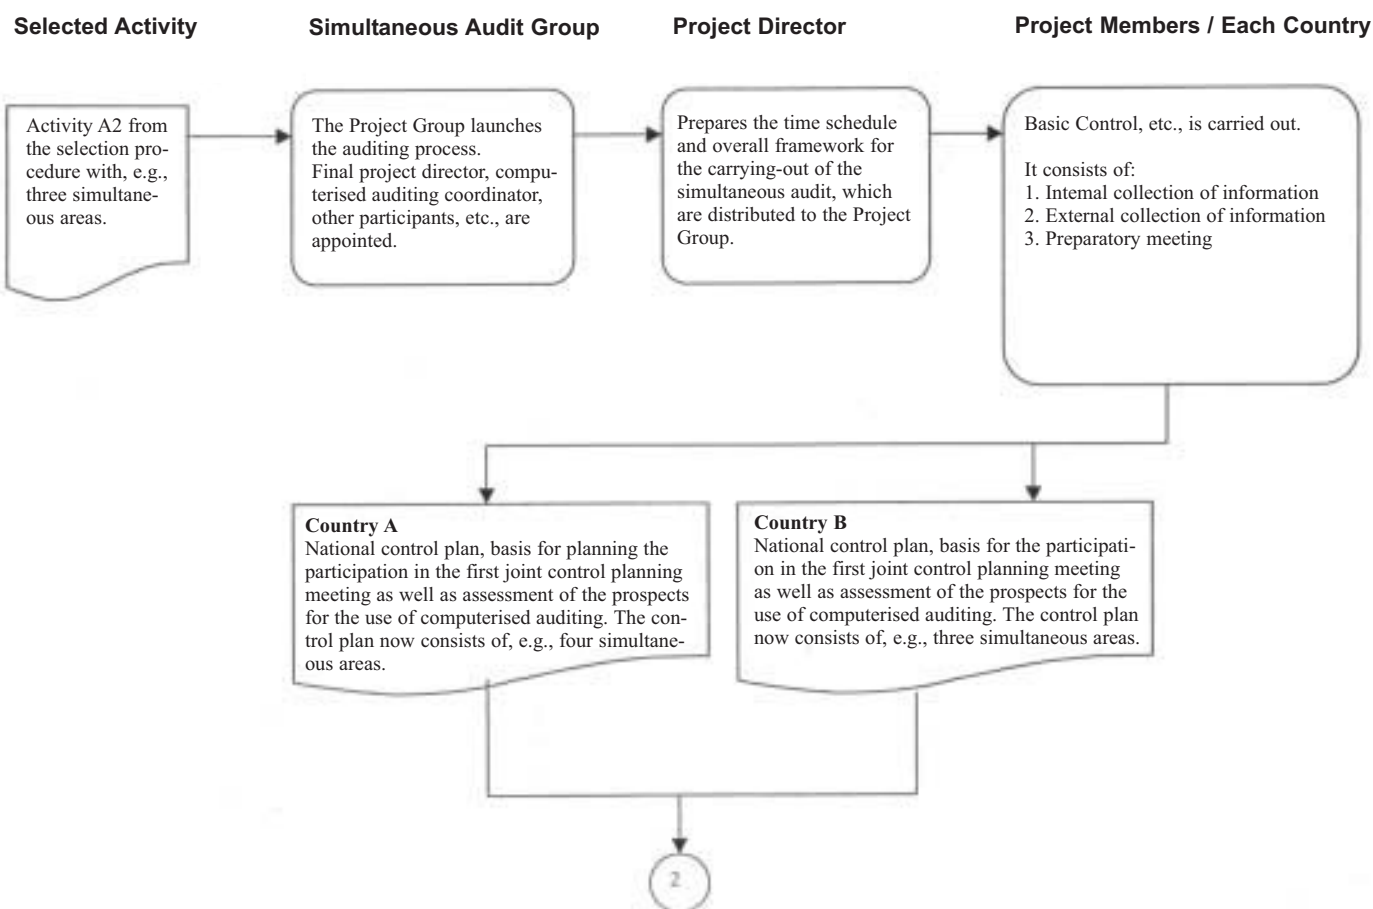 Selected Activity
Simultaneous Audit Group
Project Director
Project Members / Each Country
Activity A2 from
the selection pro-
cedure with, e.g.,
three simultane-
ous areas.
The Project Group launches
the auditing process.
Final project director, compu-
terised auditing coordinator,
other participants, etc., are
appointed.
Prepares the time schedule
and overall framework for
the carrying-out of the
simultaneous audit, which
are distributed to the Project
Group.
Basic Control, etc., is carried out.
It consists of:
1. Intemal collection of information
2. External collection of information
3. Preparatory meeting
Country A
National control plan, basis for planning the
participation in the first joint control planning
meeting as well as assessment of the prospects
for the use of computerised auditing. The con-
trol plan now consists of, e.g., four simultane-
ous areas.
Country B
National control plan, basis for the participati-
on in the first joint control planning meeting
as well as assessment of the prospects for the
use of computerised auditing. The control plan
now consists of, e.g., three simultaneous areas.
2